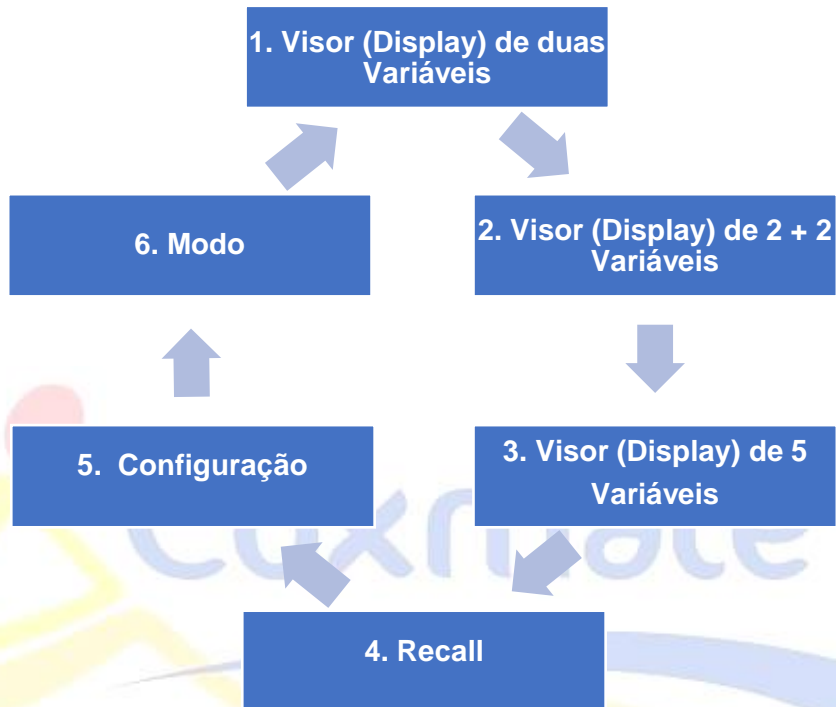 1. Visor (Display) de duas
Variáveis
2. Visor (Display) de 2 + 2
Variáveis
3. Visor (Display) de 5
Variáveis
4. Recall
5. Configuração
6. Modo
Coxmate